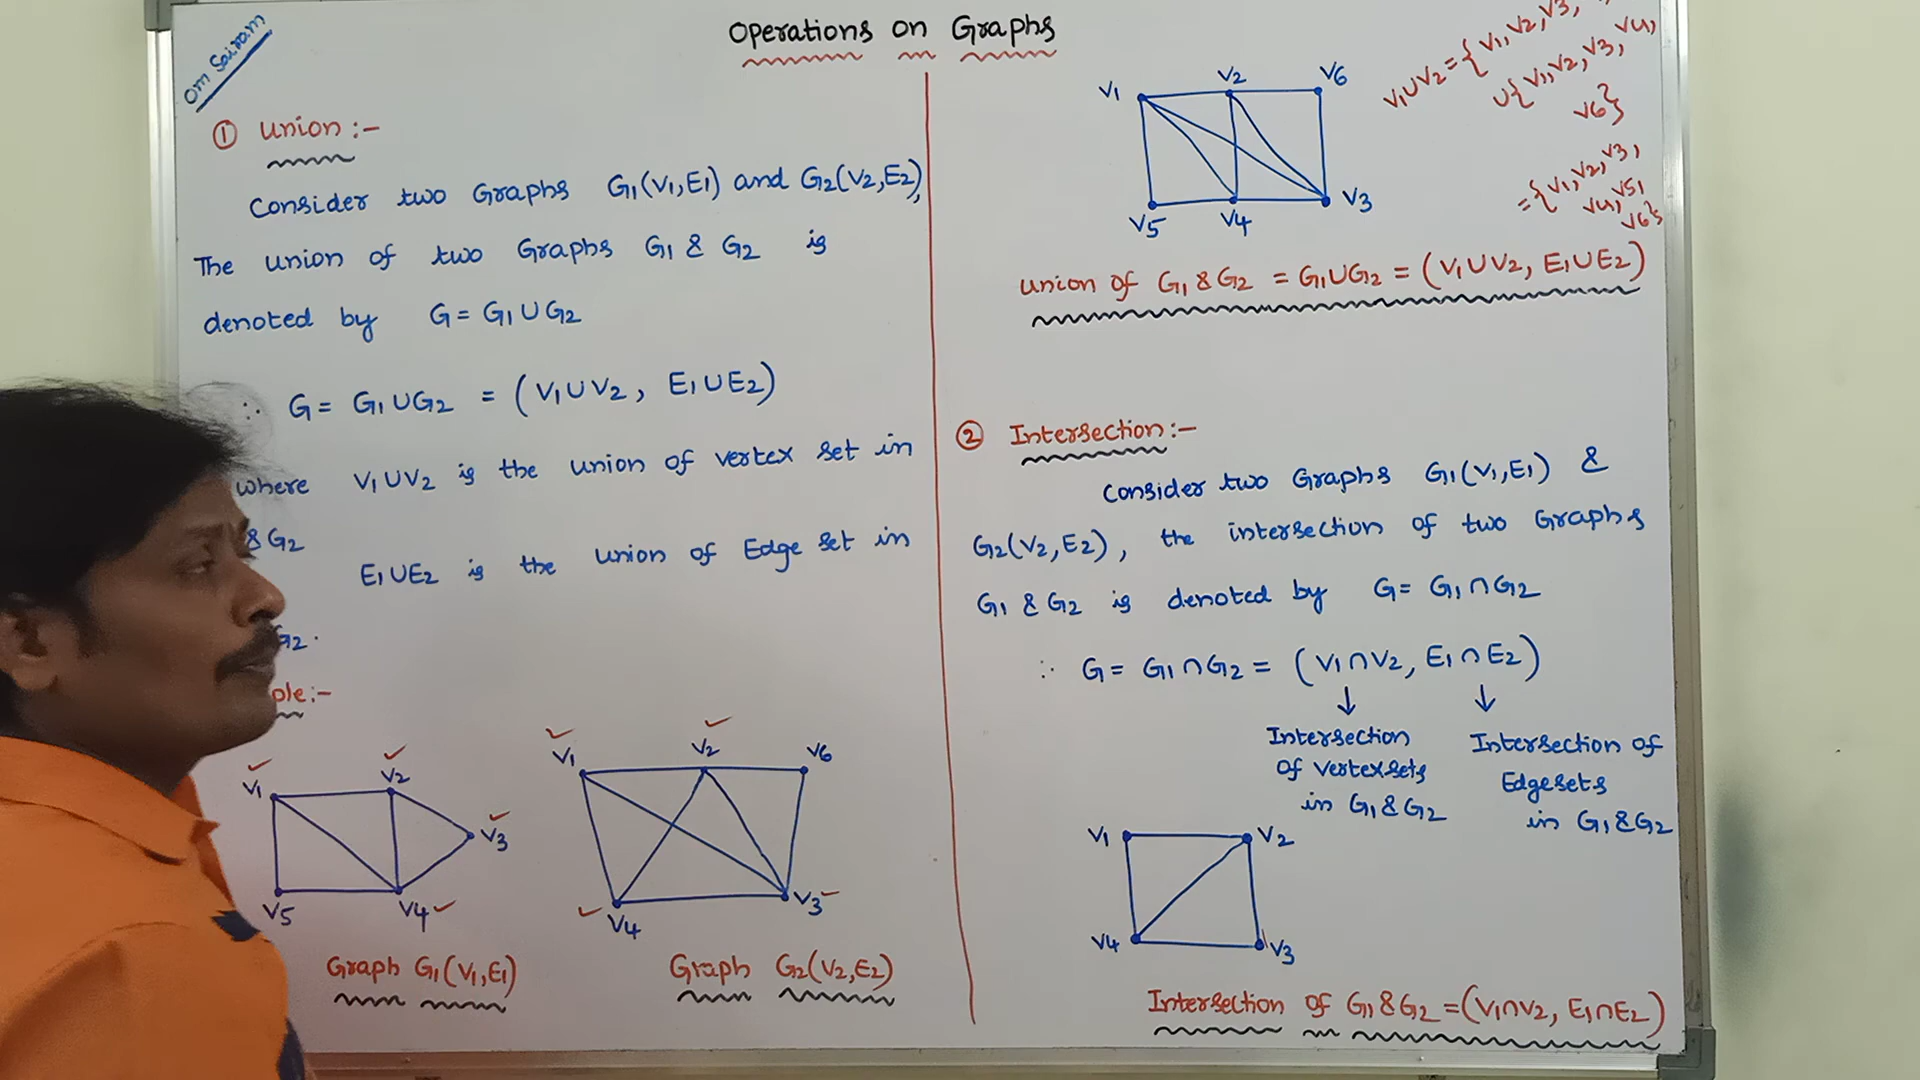 Om Sairam
Operations on Graphs
① Union :-
Consider two Graphs G1(V1,E1) and G2(V2,E2),
The union of two Graphs G1 & G2 is
denoted by G = G1 ∪ G2
∴ G = G1 ∪ G2 = (V1 ∪ V2, E1 ∪ E2)
where V1 ∪ V2 is the union of vertex set in
& G2
E1 ∪ E2 is the union of Edge set in
G2.
ple:-
V1 V2 V3 V4 V5
Graph G1(V1,E1)
V1 V2 V6 V3 V4
Graph G2(V2,E2)
V1 V2 V6
V5 V4 V3
V1∪V2 = {V1,V2,V3,
∪{V1,V2,V3,V4,
V6}
= {V1,V2,V3,
V4,V5,
V6}
union of G1 & G2 = G1∪G2 = (V1∪V2, E1∪E2)
② Intersection :-
Consider two Graphs G1(V1,E1) &
G2(V2,E2), the intersection of two Graphs
G1 & G2 is denoted by G = G1 ∩ G2
∴ G = G1 ∩ G2 = (V1 ∩ V2, E1 ∩ E2)
↓ ↓
Intersection
of vertexsets
in G1 & G2
Intersection of
Edgesets
in G1 & G2
V1 V2
V4 V3
Intersection of G1 & G2 = (V1∩V2, E1∩E2)